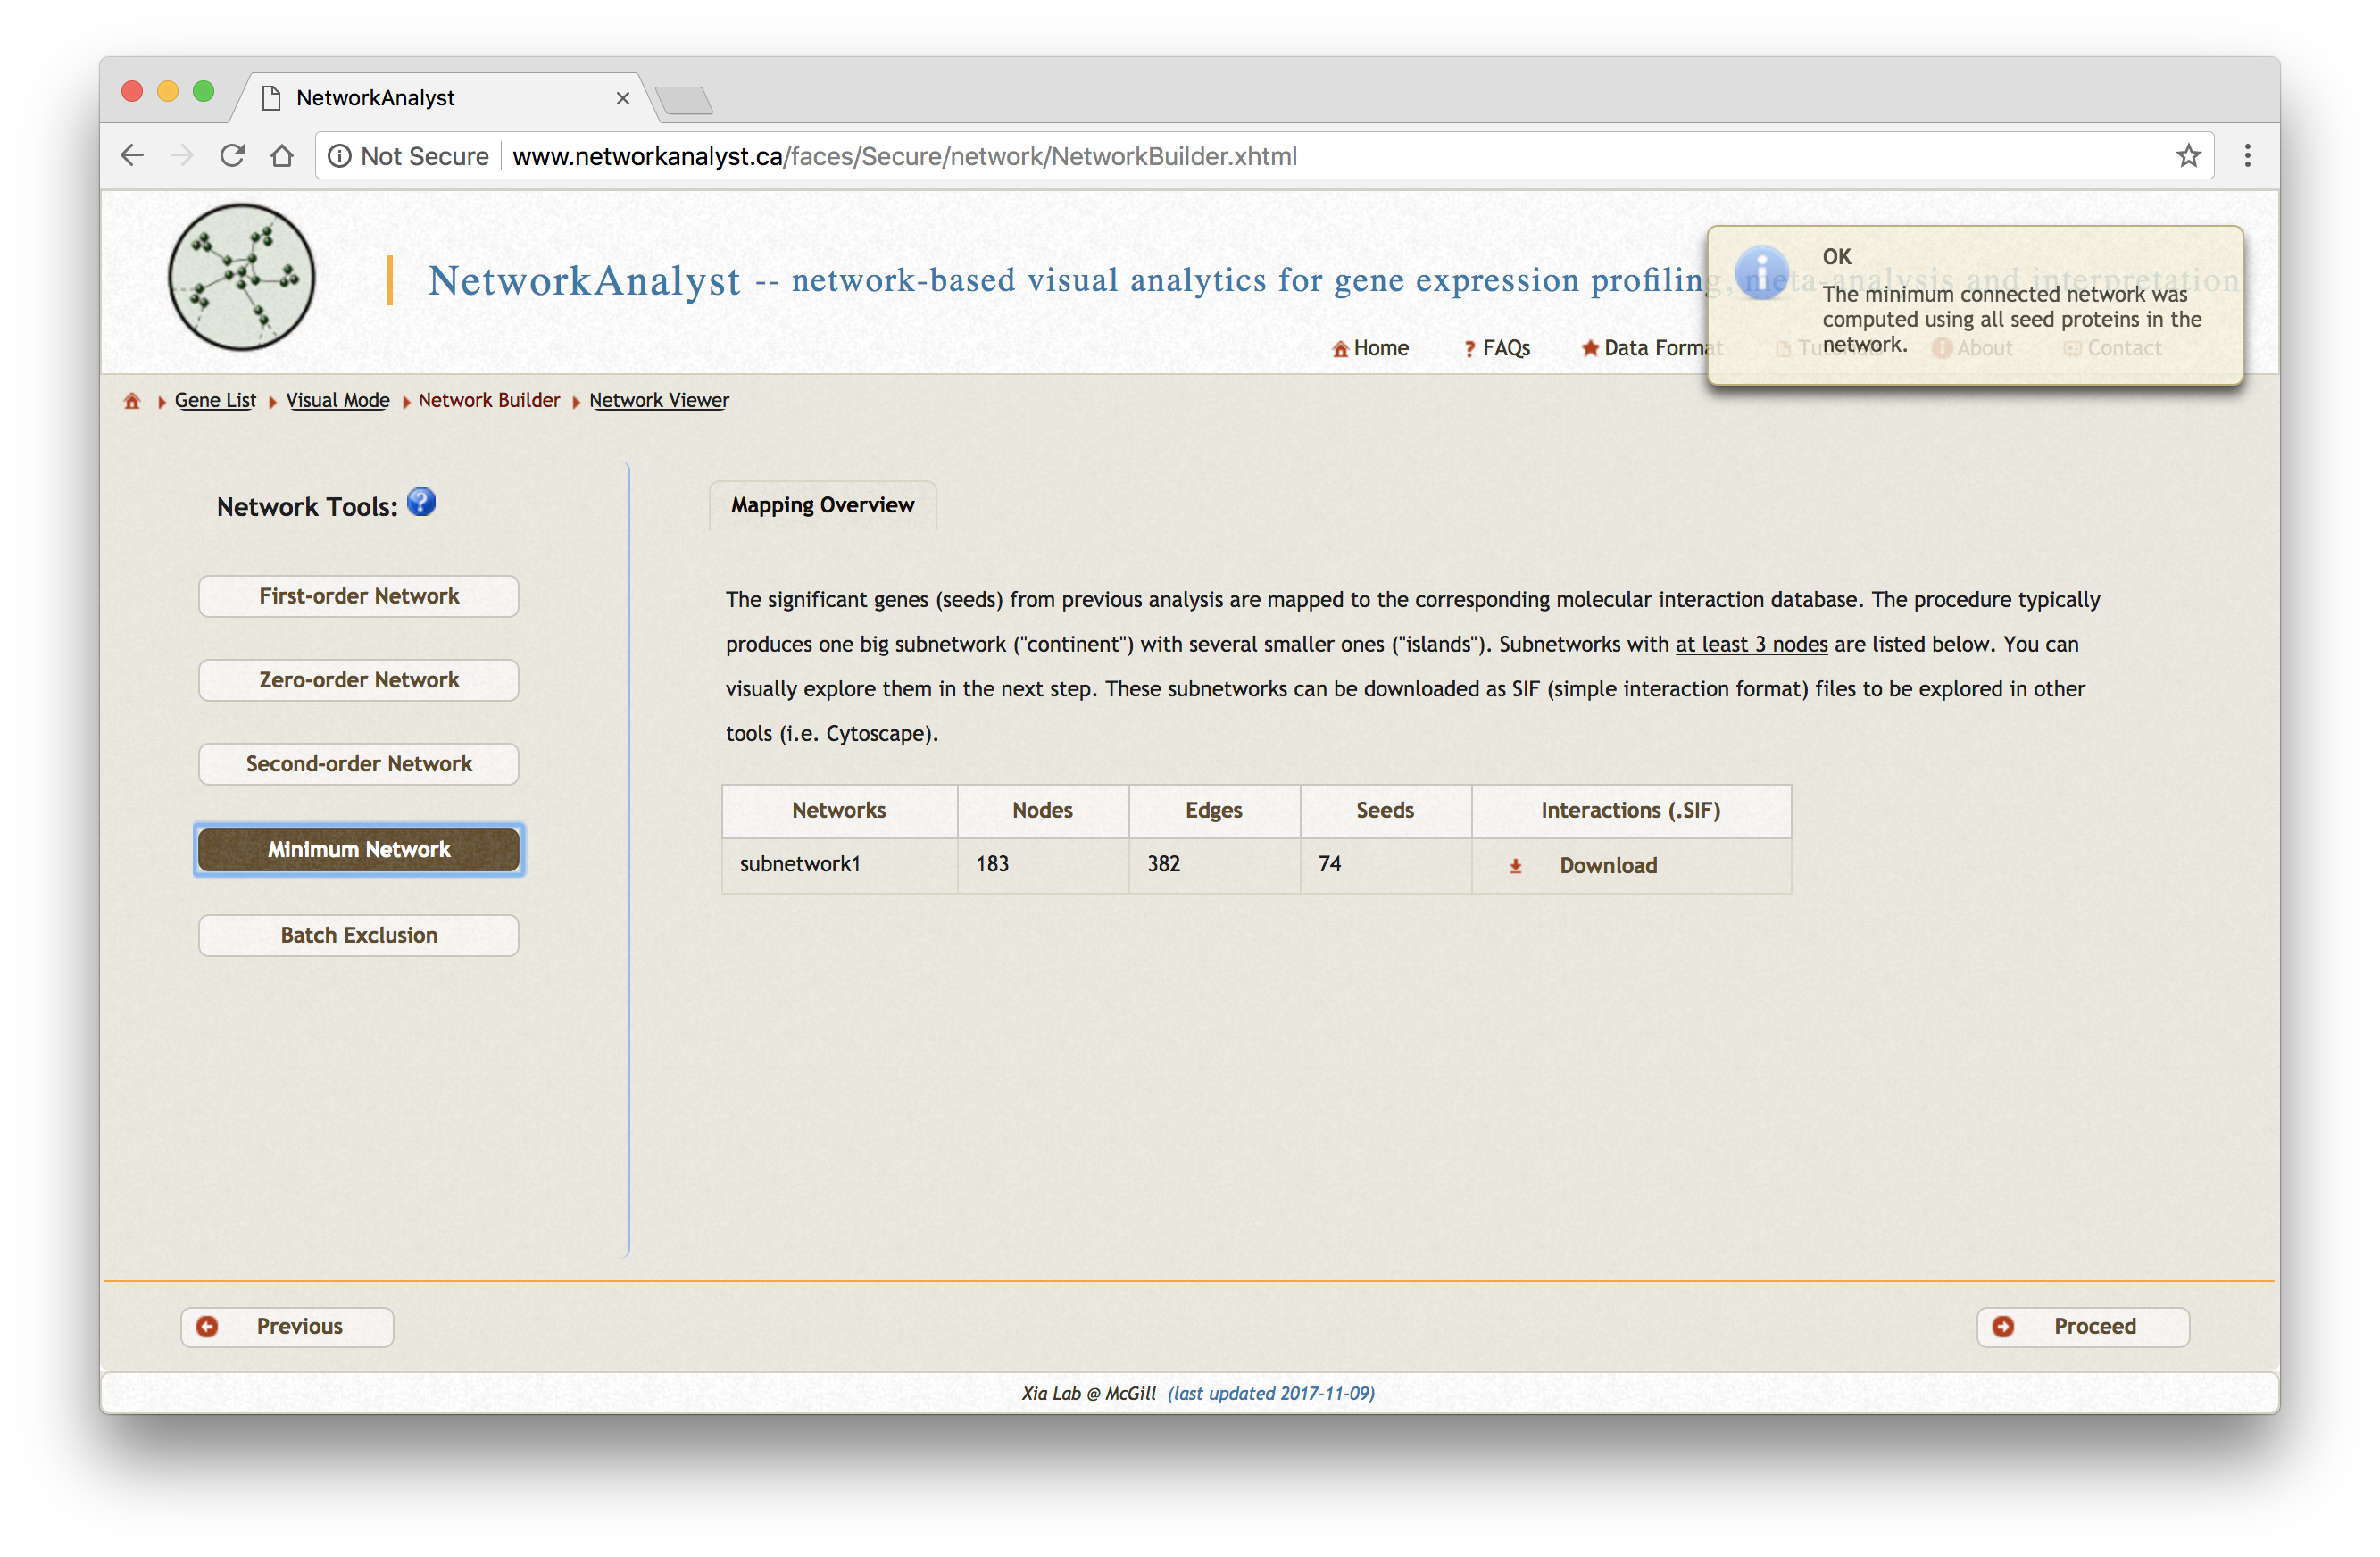 NetworkAnalyst
Not Secure www.networkanalyst.ca/faces/Secure/network/NetworkBuilder.xhtml
NetworkAnalyst -- network-based visual analytics for gene expression profiling, meta-analysis and interpretation
OK
The minimum connected network was
computed using all seed proteins in the
network.
Home ? FAQs Data Format Tutorials About Contact
Gene List Visual Mode Network Builder Network Viewer
Network Tools: ?
First-order Network
Zero-order Network
Second-order Network
Minimum Network
Batch Exclusion
Mapping Overview
The significant genes (seeds) from previous analysis are mapped to the corresponding molecular interaction database. The procedure typically
produces one big subnetwork ("continent") with several smaller ones ("islands"). Subnetworks with at least 3 nodes are listed below. You can
visually explore them in the next step. These subnetworks can be downloaded as SIF (simple interaction format) files to be explored in other
tools (i.e. Cytoscape).
Networks Nodes Edges Seeds Interactions (.SIF)
subnetwork1 183 382 74 Download
Previous
Proceed
Xia Lab @ McGill (last updated 2017-11-09)